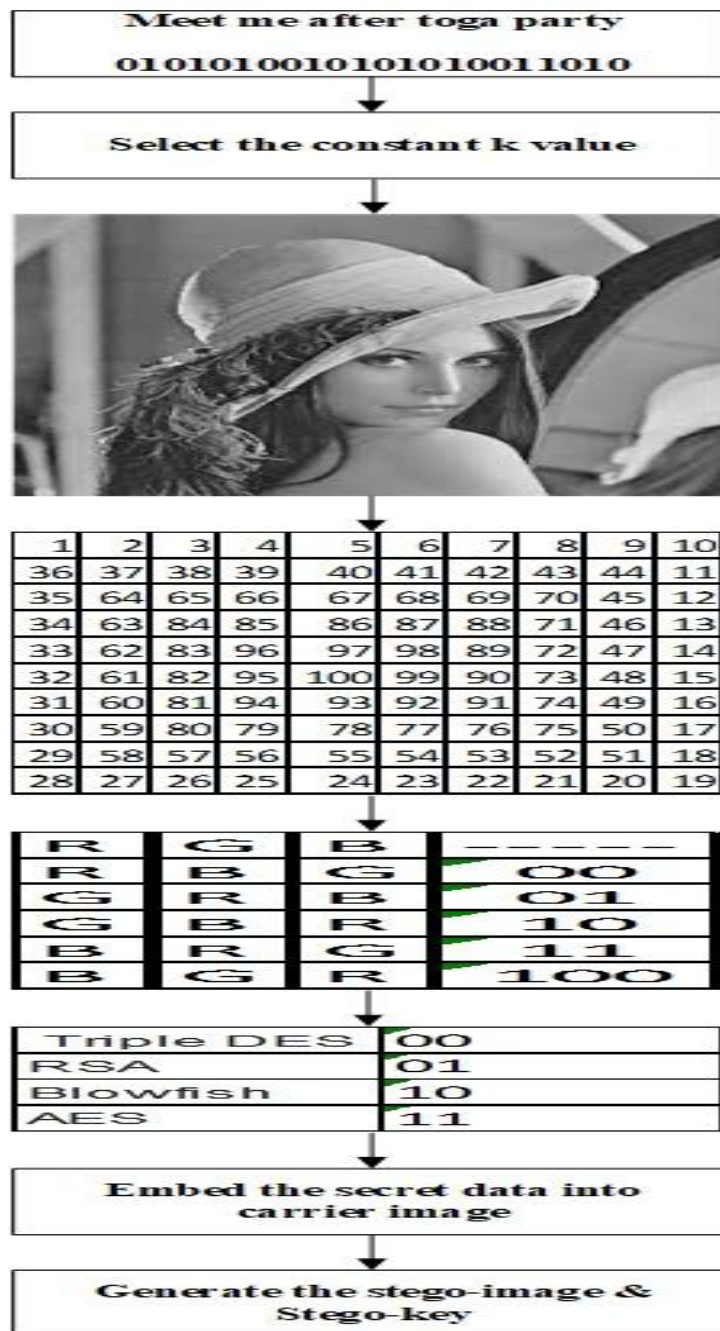 Meet me after toga party
0101010010101010011010
Select the constant k value
1 2 3 4 5 6 7 8 9 10
36 37 38 39 40 41 42 43 44 11
35 64 65 66 67 68 69 70 45 12
34 63 84 85 86 87 88 71 46 13
33 62 83 96 97 98 89 72 47 14
32 61 82 95 100 99 90 73 48 15
31 60 81 94 93 92 91 74 49 16
30 59 80 79 78 77 76 75 50 17
29 58 57 56 55 54 53 52 51 18
28 27 26 25 24 23 22 21 20 19
R G B -----
R B G 00
G R B 01
G B R 10
B R G 11
B G R 100
Triple DES 00
RSA 01
Blowfish 10
AES 11
Embed the secret data into
carrier image
Generate the stego-image &
Stego-key